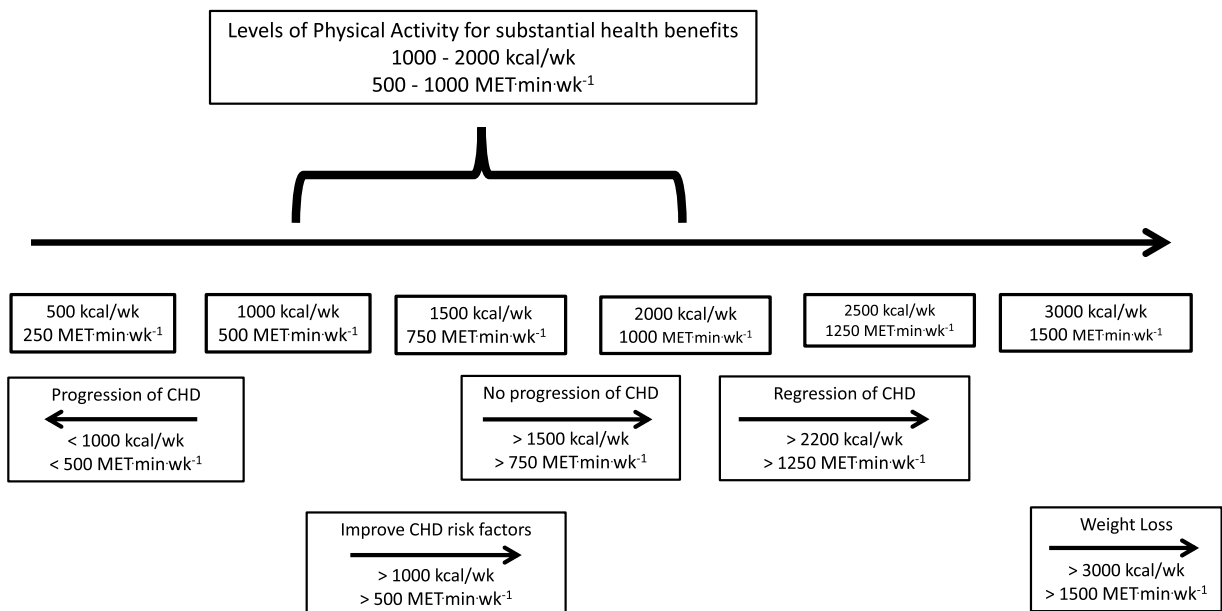 Levels of Physical Activity for substantial health benefits
1000 - 2000 kcal/wk
500 - 1000 MET·min·wk⁻¹
500 kcal/wk
250 MET·min·wk⁻¹
1000 kcal/wk
500 MET·min·wk⁻¹
1500 kcal/wk
750 MET·min·wk⁻¹
2000 kcal/wk
1000 MET·min·wk⁻¹
2500 kcal/wk
1250 MET·min·wk⁻¹
3000 kcal/wk
1500 MET·min·wk⁻¹
Progression of CHD
< 1000 kcal/wk
< 500 MET·min·wk⁻¹
No progression of CHD
> 1500 kcal/wk
> 750 MET·min·wk⁻¹
Regression of CHD
> 2200 kcal/wk
> 1250 MET·min·wk⁻¹
Improve CHD risk factors
> 1000 kcal/wk
> 500 MET·min·wk⁻¹
Weight Loss
> 3000 kcal/wk
> 1500 MET·min·wk⁻¹